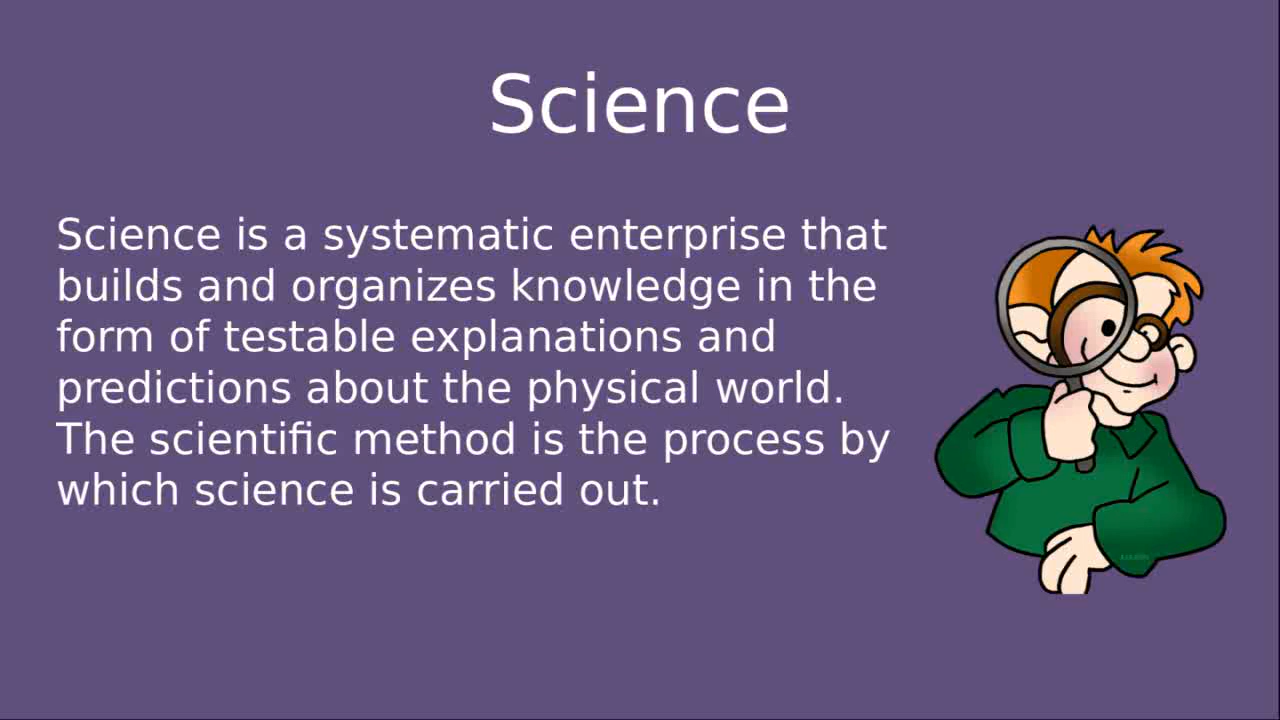 Science
Science is a systematic enterprise that
builds and organizes knowledge in the
form of testable explanations and
predictions about the physical world.
The scientific method is the process by
which science is carried out.